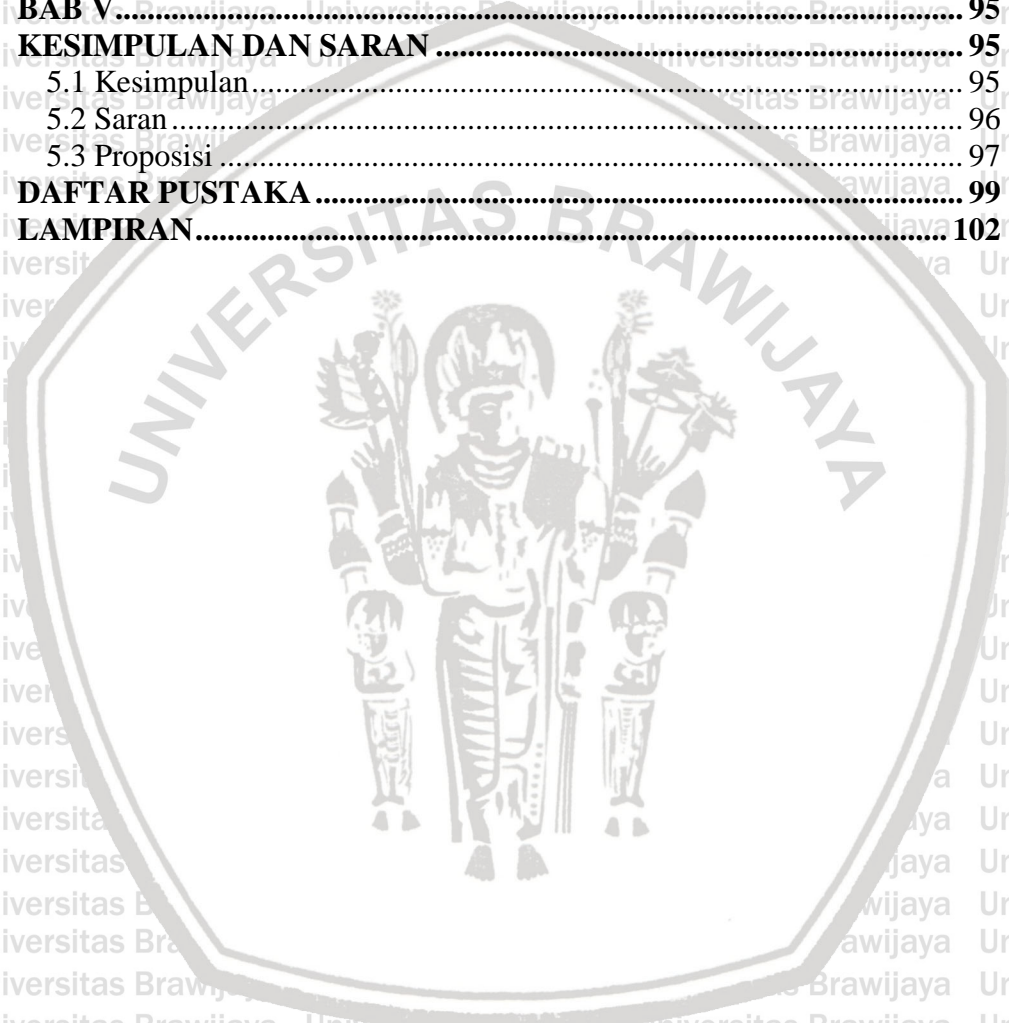 BAB V.......................................................................................................... 95
KESIMPULAN DAN SARAN................................................................... 95
5.1 Kesimpulan.......................................................................................... 95
5.2 Saran.................................................................................................... 96
5.3 Proposisi.............................................................................................. 97
DAFTAR PUSTAKA.................................................................................. 99
LAMPIRAN............................................................................................... 102
UNIVERSITAS BRAWIJAYA